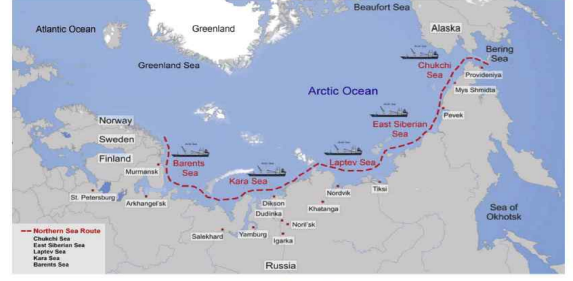 Beaufort Sea
Atlantic Ocean
Greenland
Alaska
Greenland Sea
Bering
Sea
Chukchi
Sea
Provideniya
Arctic Ocean
Mys Shmidta
Norway
Sweden
Finland
East Siberian
Sea
Pevek
Barents
Sea
Laptev Sea
Murmansk
Kara Sea
St. Petersburg
Arkhangel'sk
Dikson
Nordvik
Tiksi
Khatanga
Dudinka
Noril'sk
Salekhard
Yamburg
Igarka
Sea of
Okhotsk
Russia
Northern Sea Route
Chukchi Sea
East Siberian Sea
Laptev Sea
Kara Sea
Barents Sea